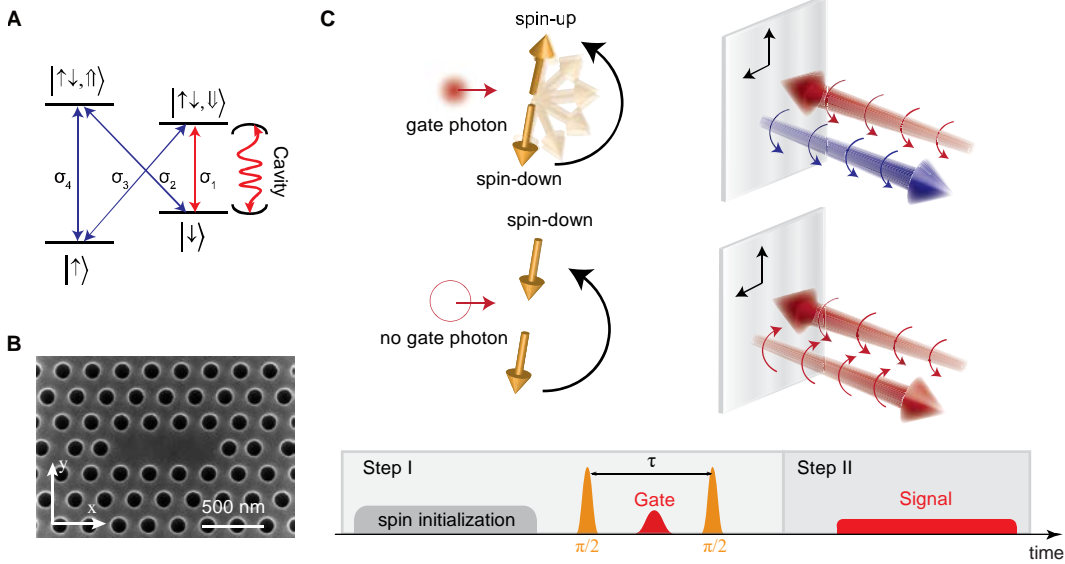 A
|↑↓,⇑⟩
|↑↓,⇓⟩
σ4
σ3
σ2
σ1
Cavity
|↓⟩
|↑⟩
B
y
x
500 nm
C
spin-up
gate photon
spin-down
spin-down
no gate photon
Step I
τ
Step II
spin initialization
Gate
Signal
π/2
π/2
time